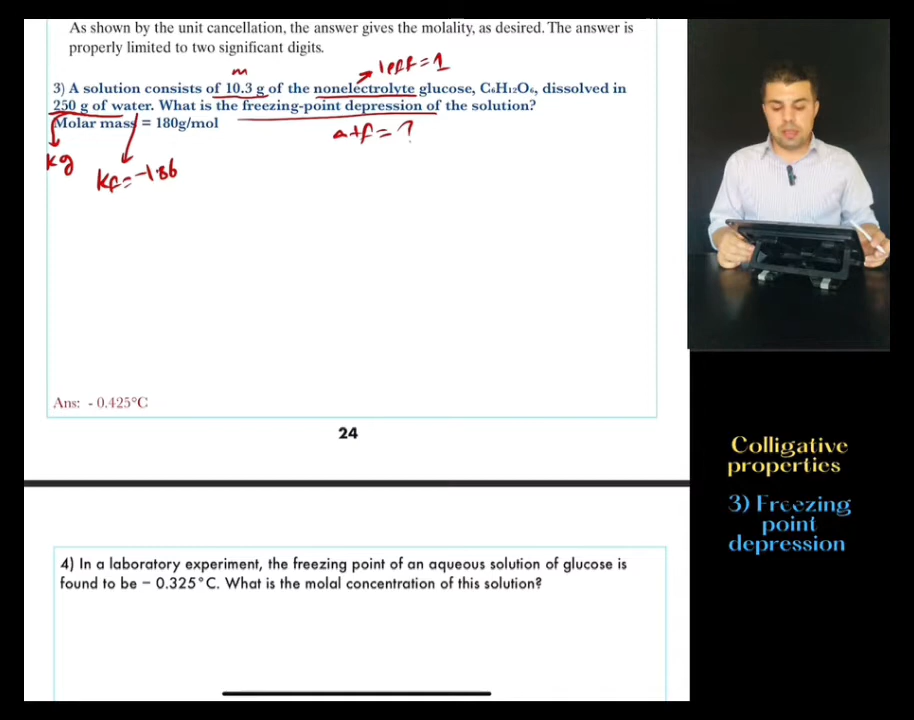 As shown by the unit cancellation, the answer gives the molality, as desired. The answer is
properly limited to two significant digits.
m
left = 1
3) A solution consists of 10.3 g of the nonelectrolyte glucose, C₆H₁₂O₆, dissolved in
250 g of water. What is the freezing-point depression of the solution?
Molar mass = 180g/mol
a+f = ?
kg
kf = -1.86
Ans: - 0.425°C
24
4) In a laboratory experiment, the freezing point of an aqueous solution of glucose is
found to be – 0.325°C. What is the molal concentration of this solution?
Colligative
properties
3) Freezing
point
depression